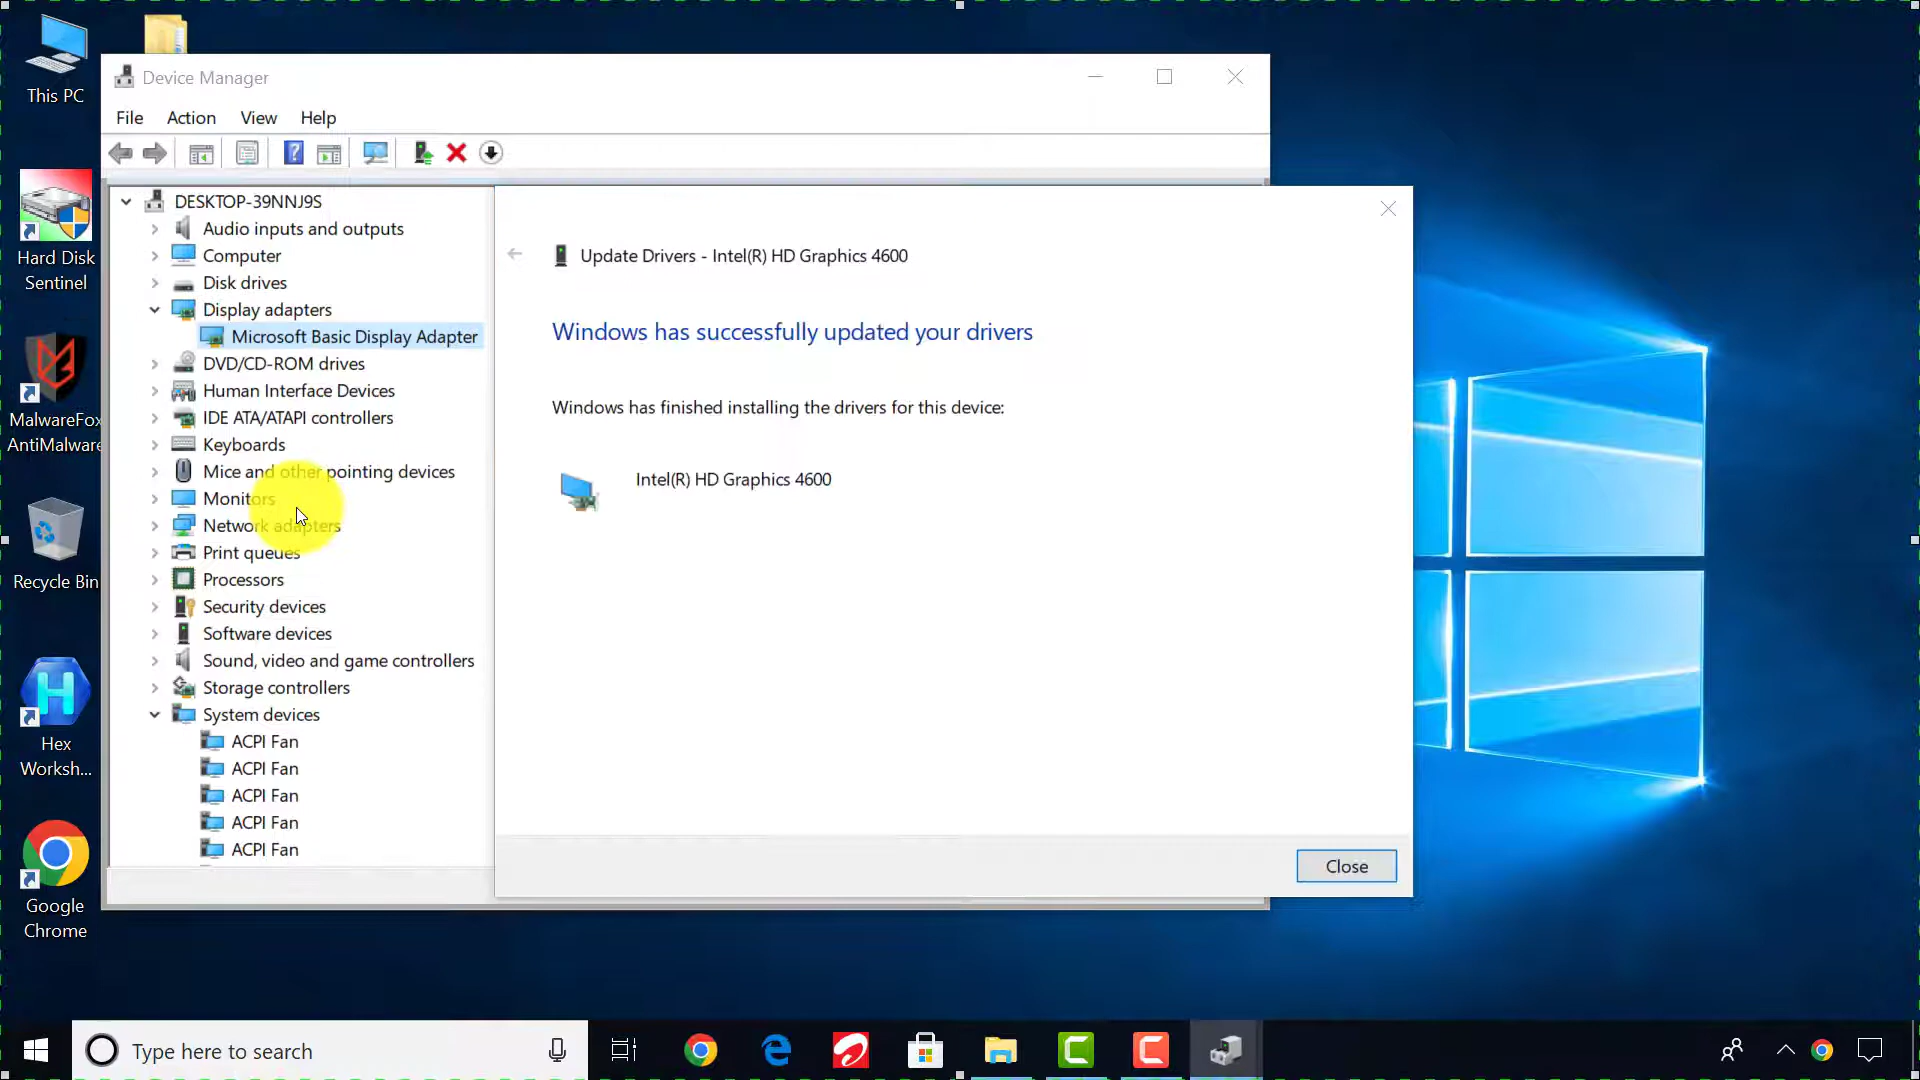 This PC
Hard Disk
Sentinel
MalwareFox
AntiMalware
Recycle Bin
Hex
Worksh...
Google
Chrome
Device Manager
File Action View Help
DESKTOP-39NNJ9S
Audio inputs and outputs
Computer
Disk drives
Display adapters
Microsoft Basic Display Adapter
DVD/CD-ROM drives
Human Interface Devices
IDE ATA/ATAPI controllers
Keyboards
Mice and other pointing devices
Monitors
Network adapters
Print queues
Processors
Security devices
Software devices
Sound, video and game controllers
Storage controllers
System devices
ACPI Fan
ACPI Fan
ACPI Fan
ACPI Fan
ACPI Fan
Update Drivers - Intel(R) HD Graphics 4600
Windows has successfully updated your drivers
Windows has finished installing the drivers for this device:
Intel(R) HD Graphics 4600
Close
Type here to search